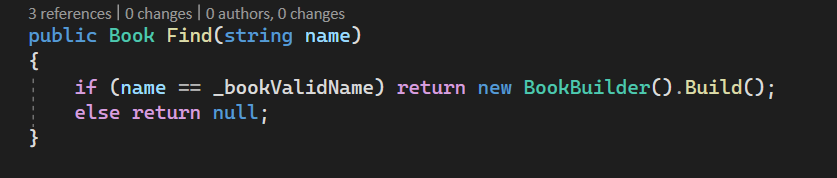 3 references | 0 changes | 0 authors, 0 changes
public Book Find(string name)
{
if (name == _bookValidName) return new BookBuilder().Build();
else return null;
}